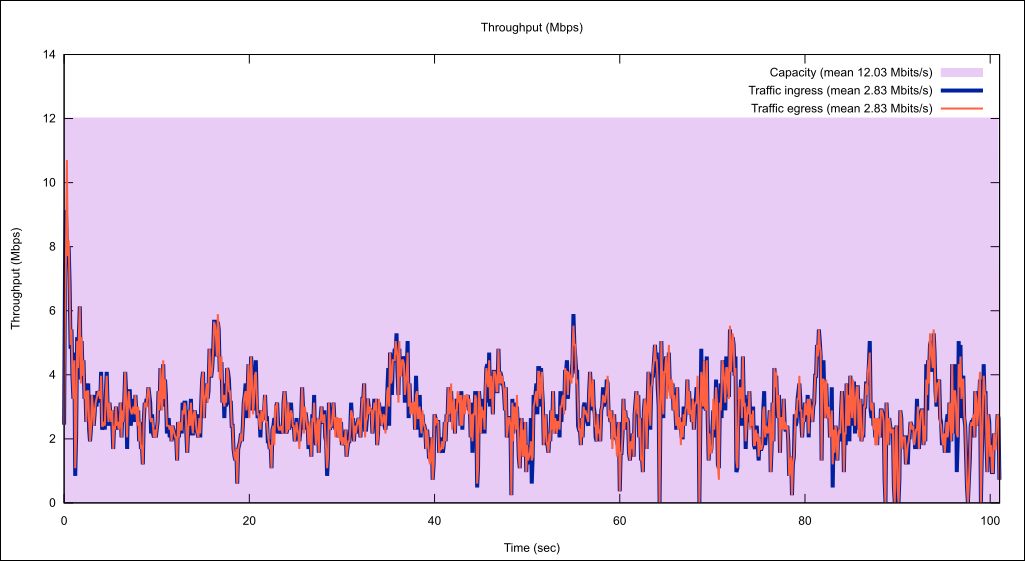 Throughput (Mbps)
14
12
10
8
6
4
2
0
Throughput (Mbps)
Capacity (mean 12.03 Mbits/s)
Traffic ingress (mean 2.83 Mbits/s)
Traffic egress (mean 2.83 Mbits/s)
0 20 40 60 80 100
Time (sec)